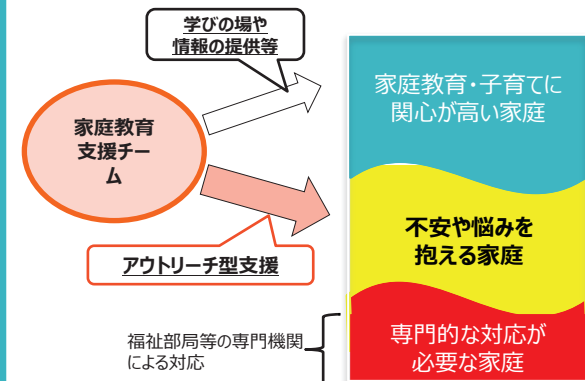 学びの場や
情報の提供等
家庭教育・子育てに
関心が高い家庭
家庭教育
支援チー
ム
不安や悩みを
抱える家庭
アウトリーチ型支援
福祉部局等の専門機関
による対応
専門的な対応が
必要な家庭